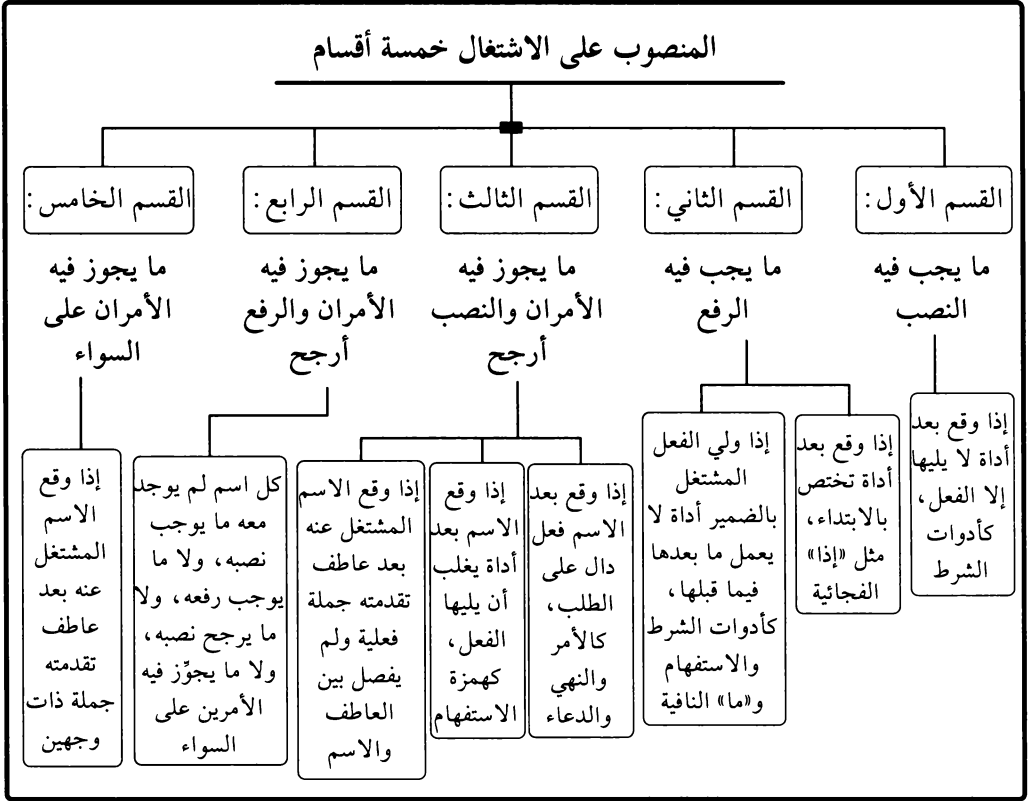 المنصوب على الاشتغال خمسة أقسام
القسم الأول:
ما يجب فيه
النصب
إذا وقع بعد
أداة لا يليها
إلا الفعل،
كأدوات
الشرط
القسم الثاني:
ما يجب فيه
الرفع
إذا وقع بعد
أداة تختص
بالابتداء،
مثل «إذا»
الفجائية
إذا ولي الفعل
المشتغل
بالضمير أداة لا
يعمل ما بعدها
فيما قبلها،
كأدوات الشرط
والاستفهام
و«ما» النافية
القسم الثالث:
ما يجوز فيه
الأمران والنصب
أرجح
إذا وقع بعد
الاسم فعل
دال على
الطلب،
كالأمر
والنهي
والدعاء
إذا وقع
الاسم بعد
أداة يغلب
أن يليها
الفعل،
كهمزة
الاستفهام
إذا وقع الاسم
المشتغل عنه
بعد عاطف
تقدمته جملة
فعلية ولم
يفصل بين
العاطف
والاسم
القسم الرابع:
ما يجوز فيه
الأمران والرفع
أرجح
كل اسم لم يوجد
معه ما يوجب
نصبه، ولا ما
يوجب رفعه، ولا
ما يرجح نصبه،
ولا ما يجوِّز فيه
الأمرين على
السواء
القسم الخامس:
ما يجوز فيه
الأمران على
السواء
إذا وقع
الاسم
المشتغل
عنه بعد
عاطف
تقدمته
جملة ذات
وجهين